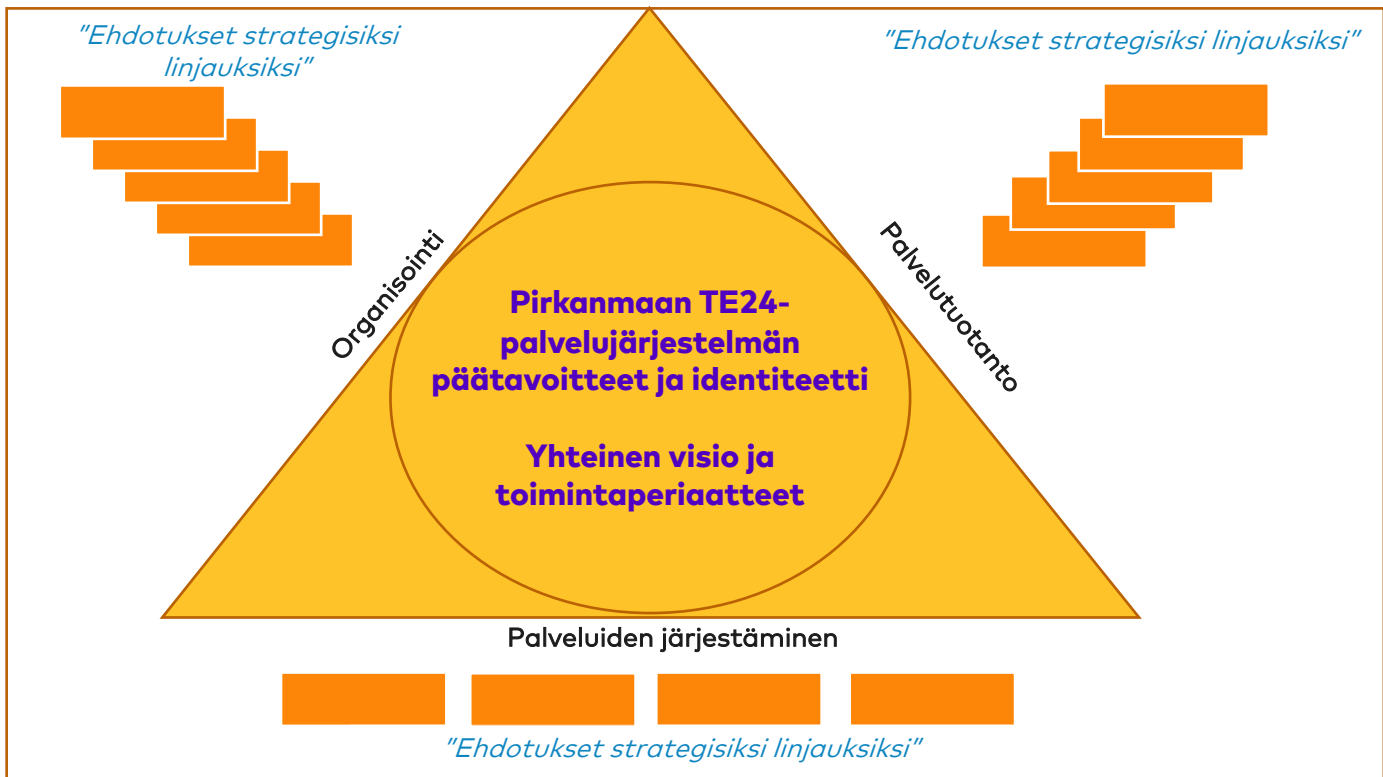 "Ehdotukset strategisiksi
linjauksiksi"
"Ehdotukset strategisiksi linjauksiksi"
Organisointi
Palvelutuotanto
Pirkanmaan TE24-
palvelujärjestelmän
päätavoitteet ja identiteetti
Yhteinen visio ja
toimintaperiaatteet
Palveluiden järjestäminen
"Ehdotukset strategisiksi linjauksiksi"